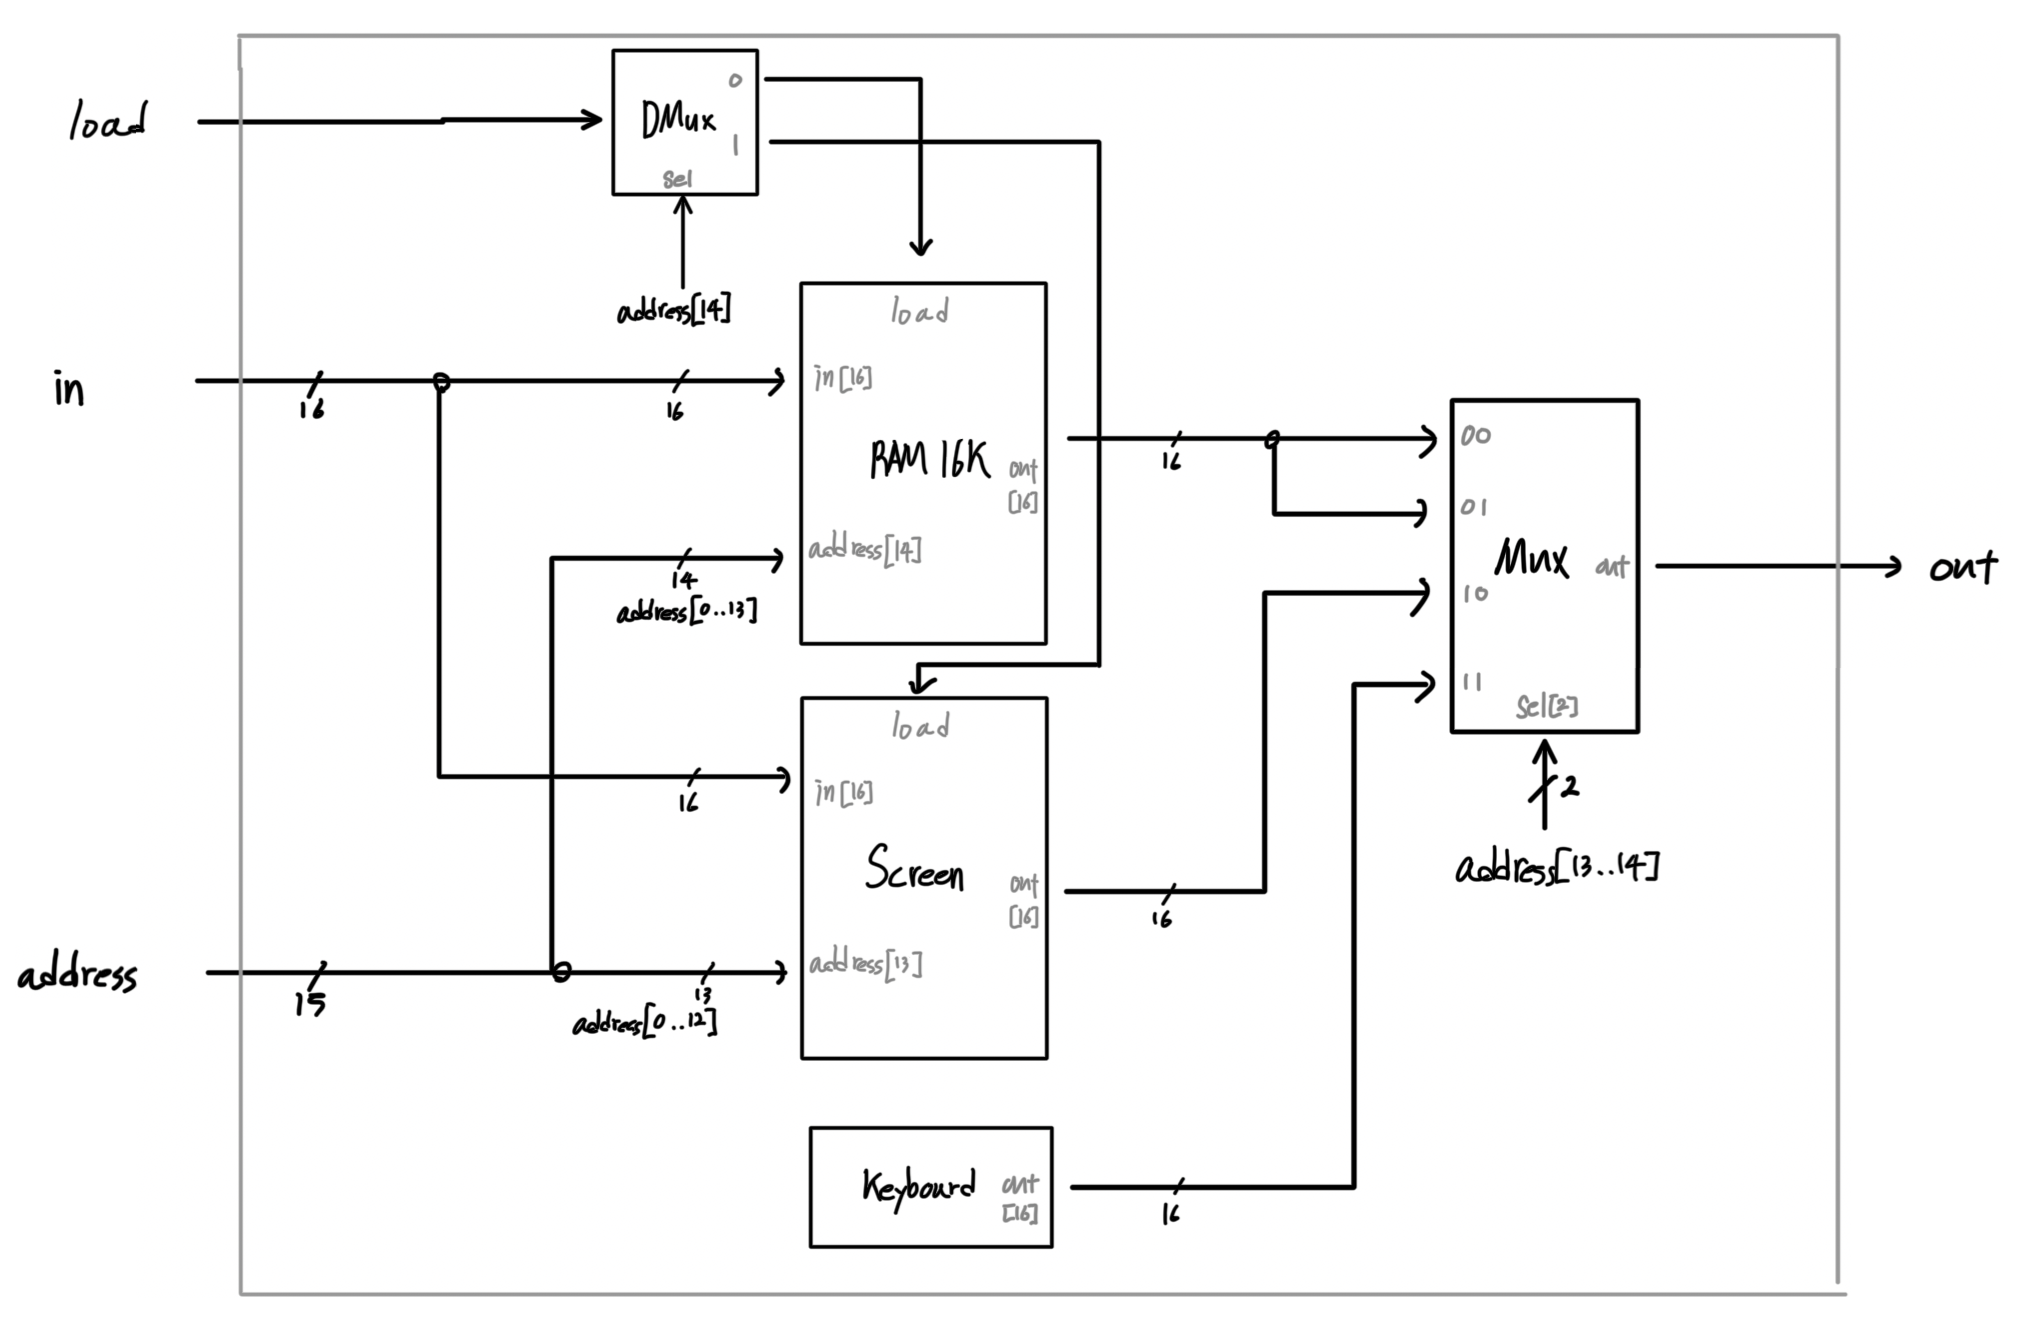 load
DMux
0
1
sel
address[14]
in
16
16
load
in[16]
RAM 16K
out
[16]
address[14]
14
address[0..13]
16
00
01
Mux
out
10
11
sel[2]
2
address[13..14]
out
load
in[16]
16
Screen
out
[16]
address[13]
16
address
15
13
address[0..12]
Keyboard
out
[16]
16